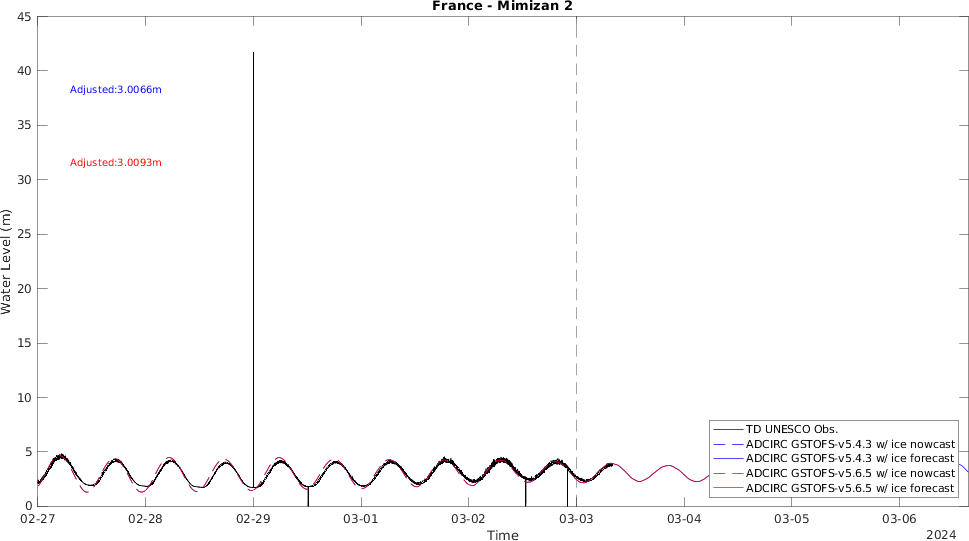 France - Mimizan 2
45
40
35
30
25
20
15
10
5
0
Water Level (m)
Adjusted:3.0066m
Adjusted:3.0093m
TD UNESCO Obs.
ADCIRC GSTOFS-v5.4.3 w/ ice nowcast
ADCIRC GSTOFS-v5.4.3 w/ ice forecast
ADCIRC GSTOFS-v5.6.5 w/ ice nowcast
ADCIRC GSTOFS-v5.6.5 w/ ice forecast
02-27 02-28 02-29 03-01 03-02 03-03 03-04 03-05 03-06
Time
2024